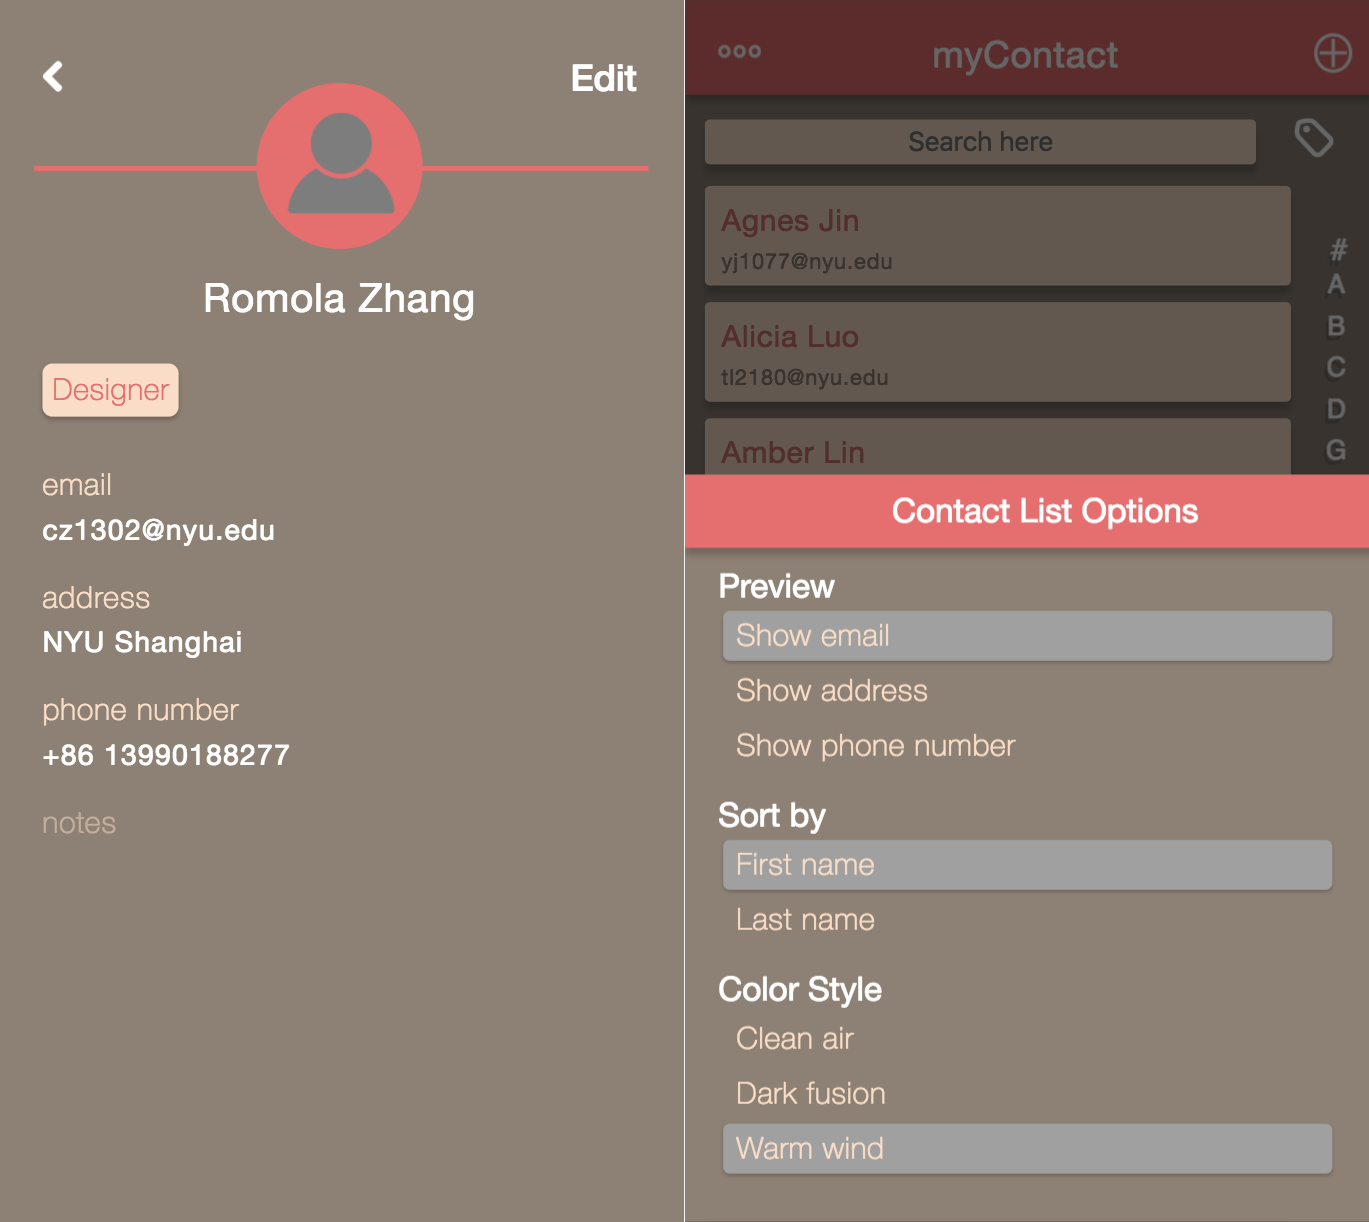 Edit
Romola Zhang
Designer
email
cz1302@nyu.edu
address
NYU Shanghai
phone number
+86 13990188277
notes
myContact
Search here
Agnes Jin
yj1077@nyu.edu
Alicia Luo
tl2180@nyu.edu
Amber Lin
#
A
B
C
D
G
Contact List Options
Preview
Show email
Show address
Show phone number
Sort by
First name
Last name
Color Style
Clean air
Dark fusion
Warm wind